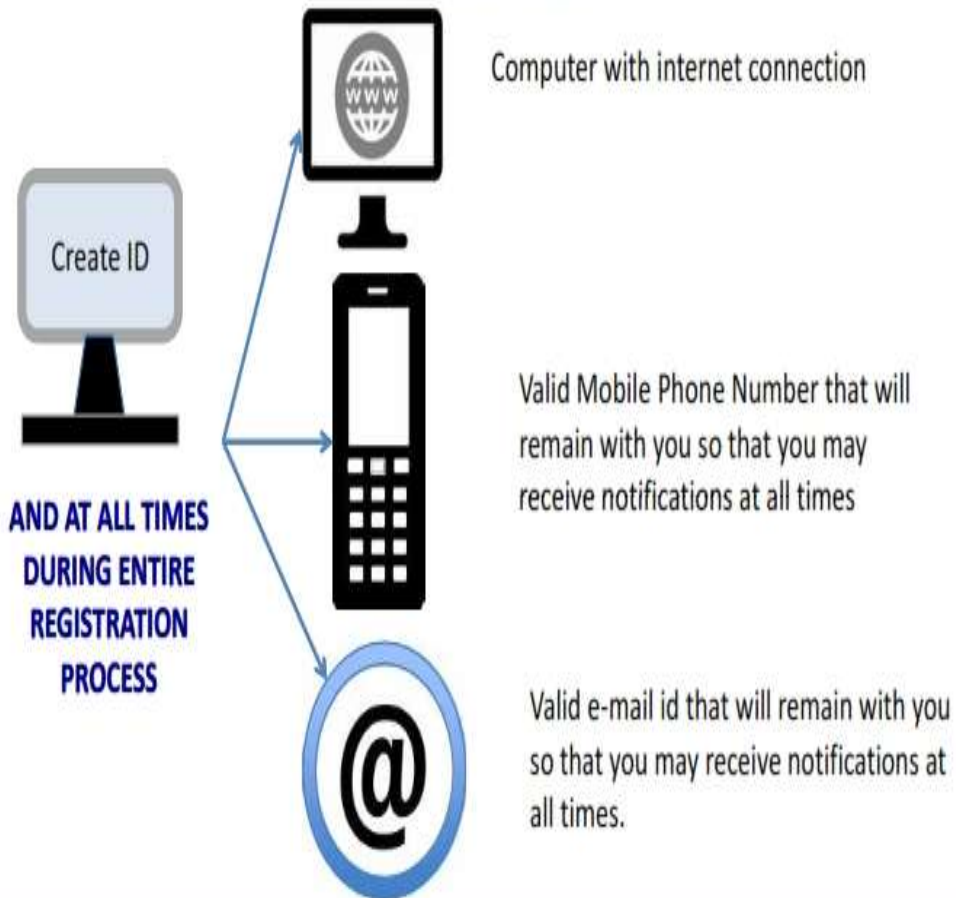 Computer with internet connection
www
Create ID
AND AT ALL TIMES
DURING ENTIRE
REGISTRATION
PROCESS
Valid Mobile Phone Number that will
remain with you so that you may
receive notifications at all times
@
Valid e-mail id that will remain with you
so that you may receive notifications at
all times.